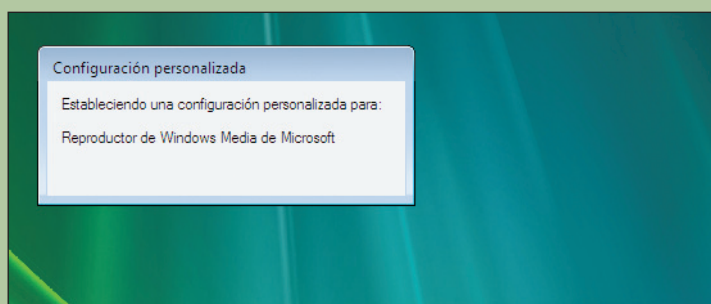 Configuración personalizada
Estableciendo una configuración personalizada para:
Reproductor de Windows Media de Microsoft